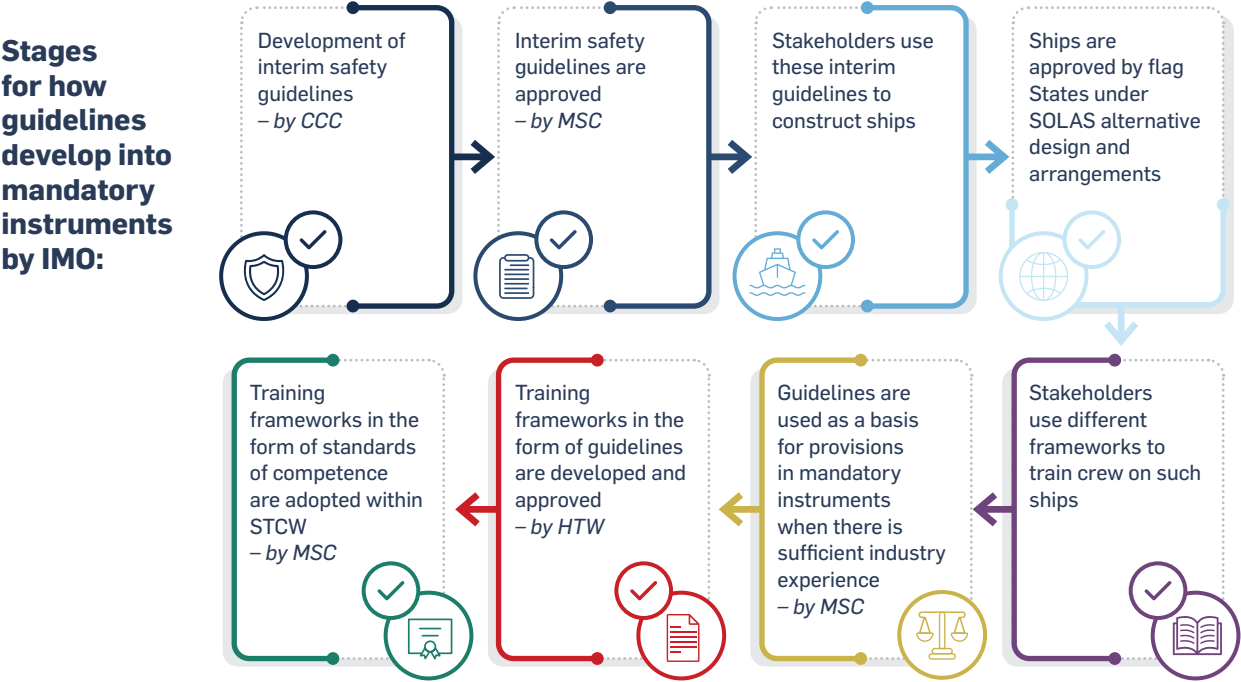 Stages
for how
guidelines
develop into
mandatory
instruments
by IMO:
Development of
interim safety
guidelines
– by CCC
Interim safety
guidelines are
approved
– by MSC
Stakeholders use
these interim
guidelines to
construct ships
Ships are
approved by flag
States under
SOLAS alternative
design and
arrangements
Stakeholders
use different
frameworks to
train crew on such
ships
Guidelines are
used as a basis
for provisions
in mandatory
instruments
when there is
sufficient industry
experience
– by MSC
Training
frameworks in the
form of guidelines
are developed and
approved
– by HTW
Training
frameworks in the
form of standards
of competence
are adopted within
STCW
– by MSC